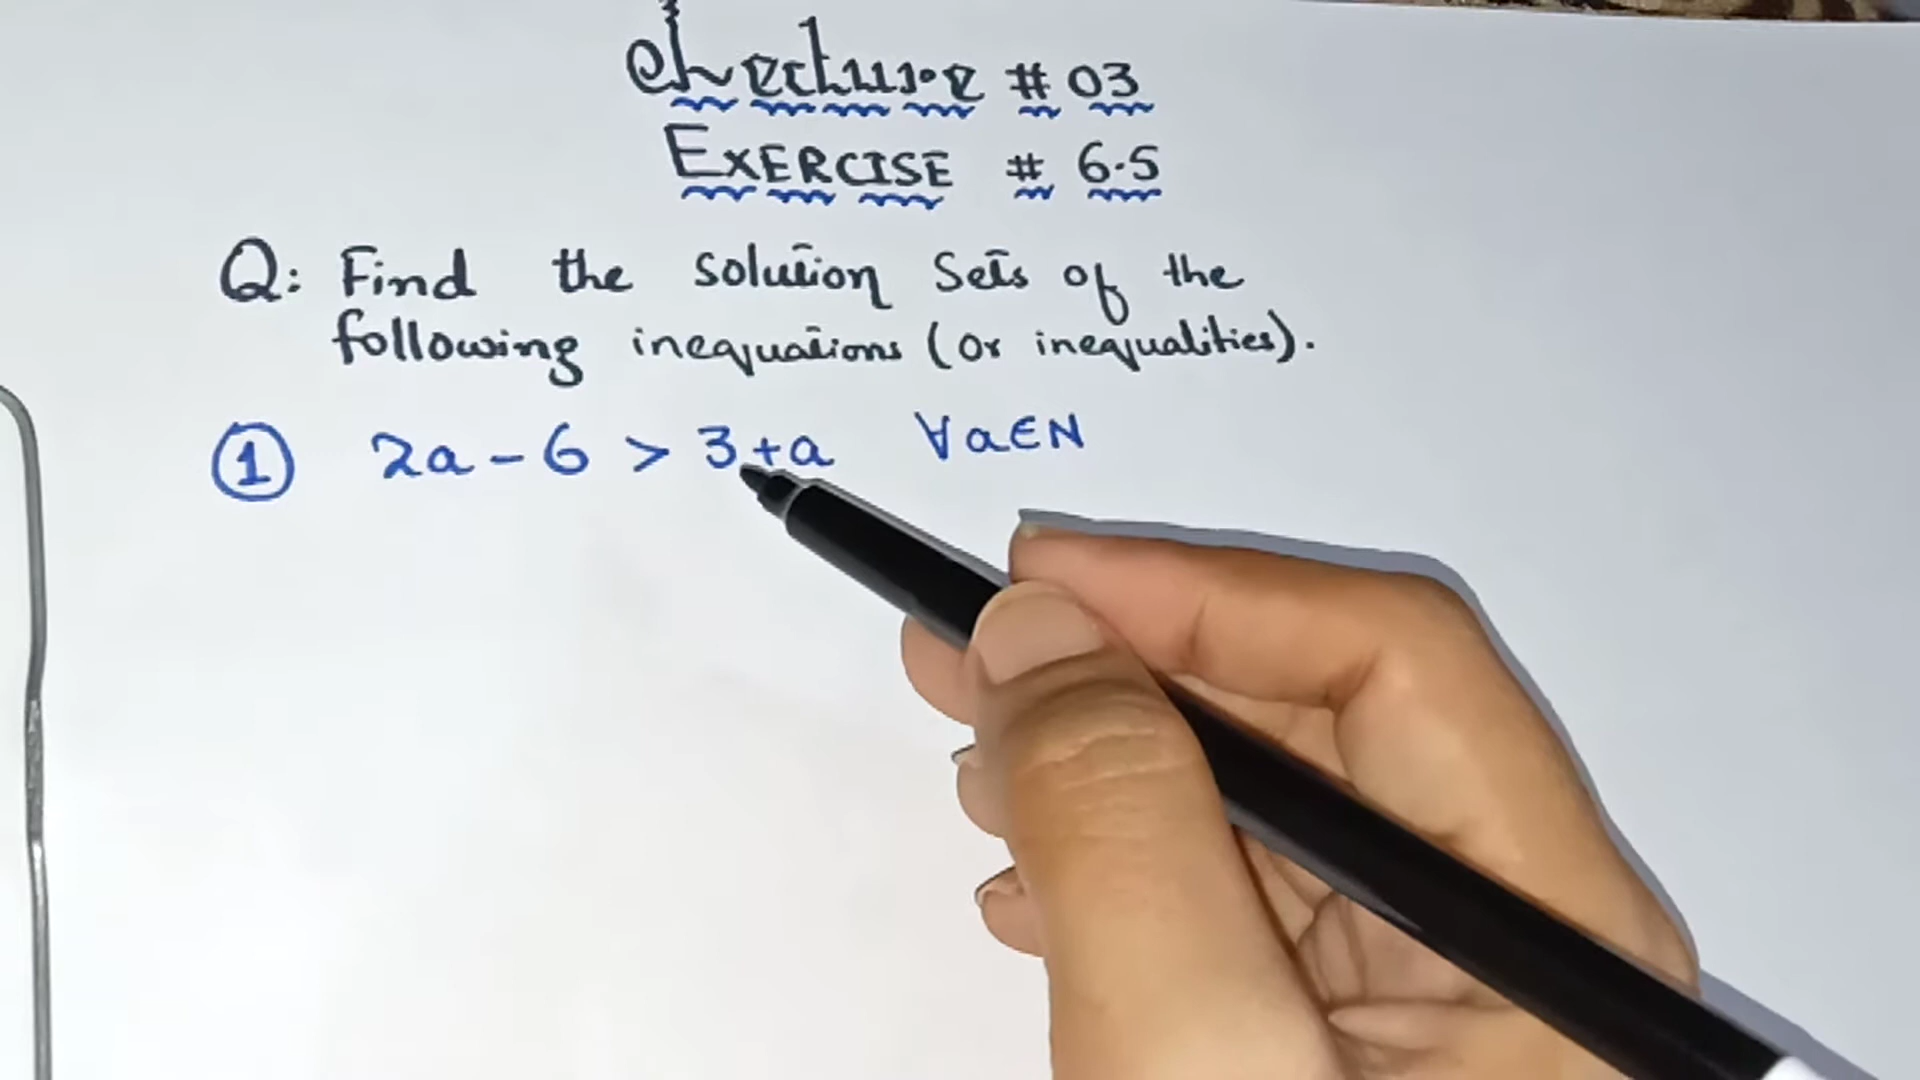 Lecture # 03
EXERCISE # 6.5
Q: Find the solution Sets of the
following inequations (or inequalities).
① 2a - 6 > 3 + a ∀ a ∈ N